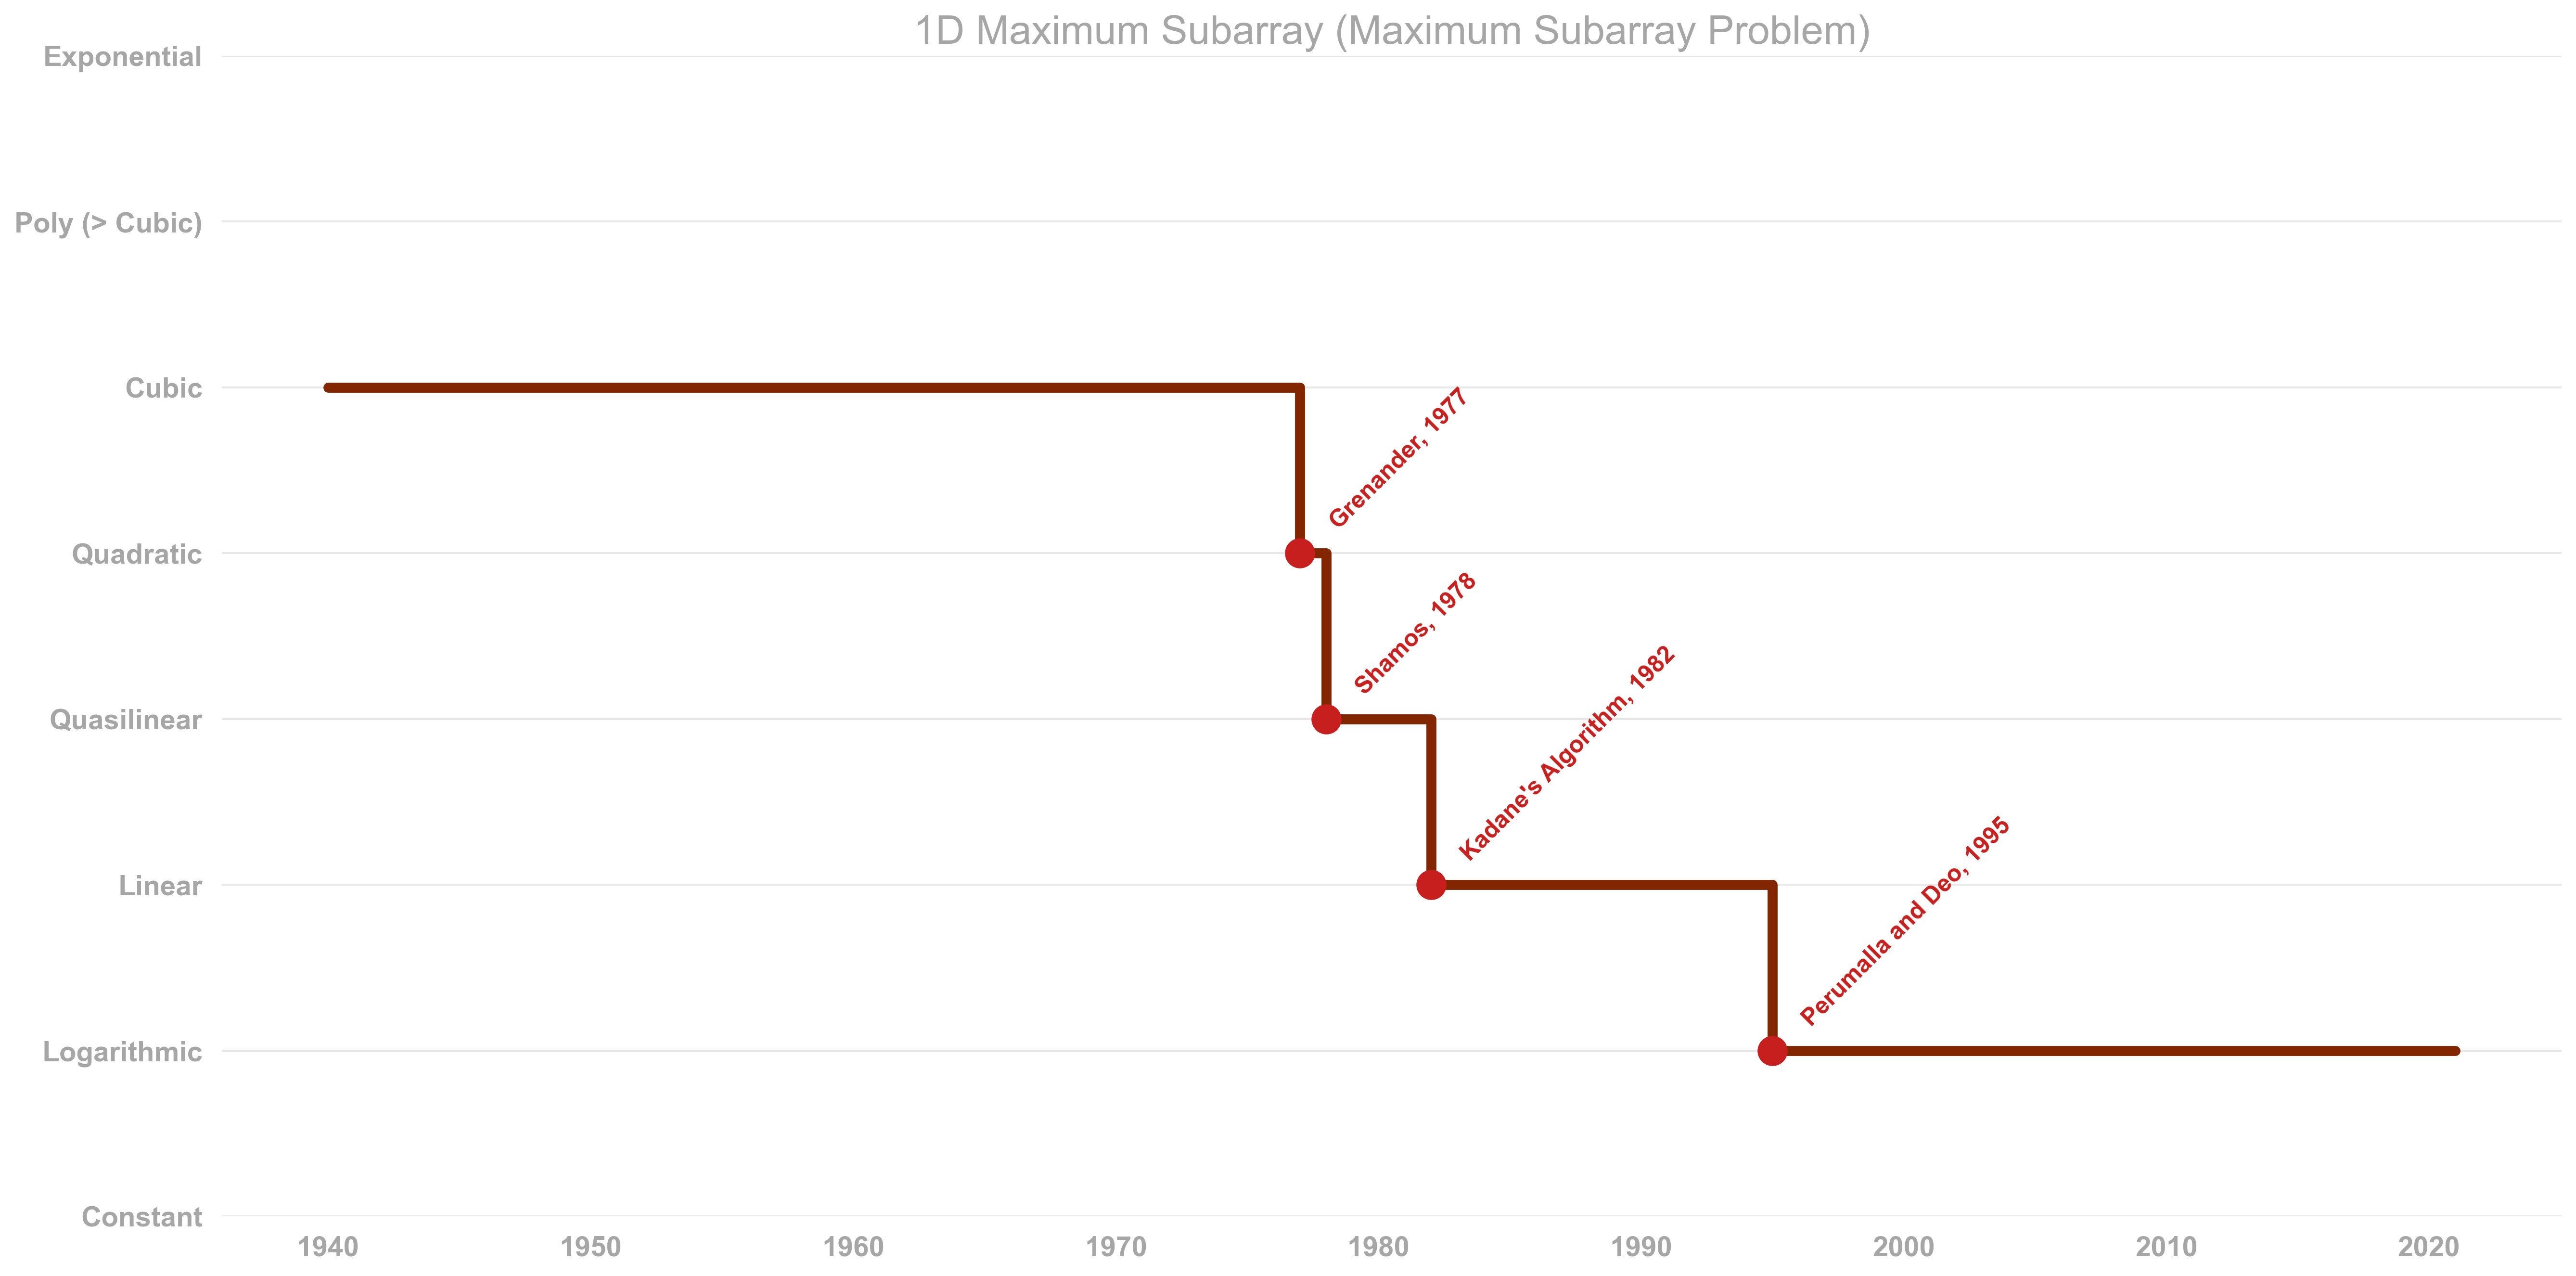 1D Maximum Subarray (Maximum Subarray Problem)
Exponential
Poly (> Cubic)
Cubic
Quadratic
Quasilinear
Linear
Logarithmic
Constant
Grenander, 1977
Shamos, 1978
Kadane's Algorithm, 1982
Perumalla and Deo, 1995
1940 1950 1960 1970 1980 1990 2000 2010 2020